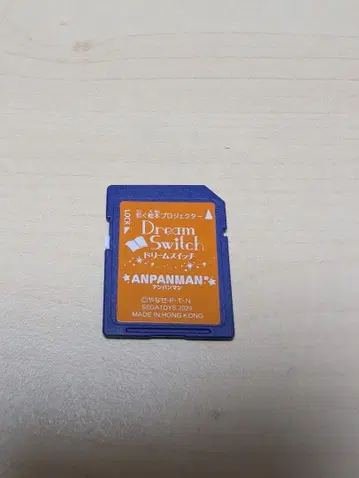 動く絵本プロジェクター
LOCK
Dream
Switch
ドリームスイッチ
ANPANMAN
アンパンマン
©やなせ・F・T・N
SEGATOYS 2024
MADE IN HONG KONG